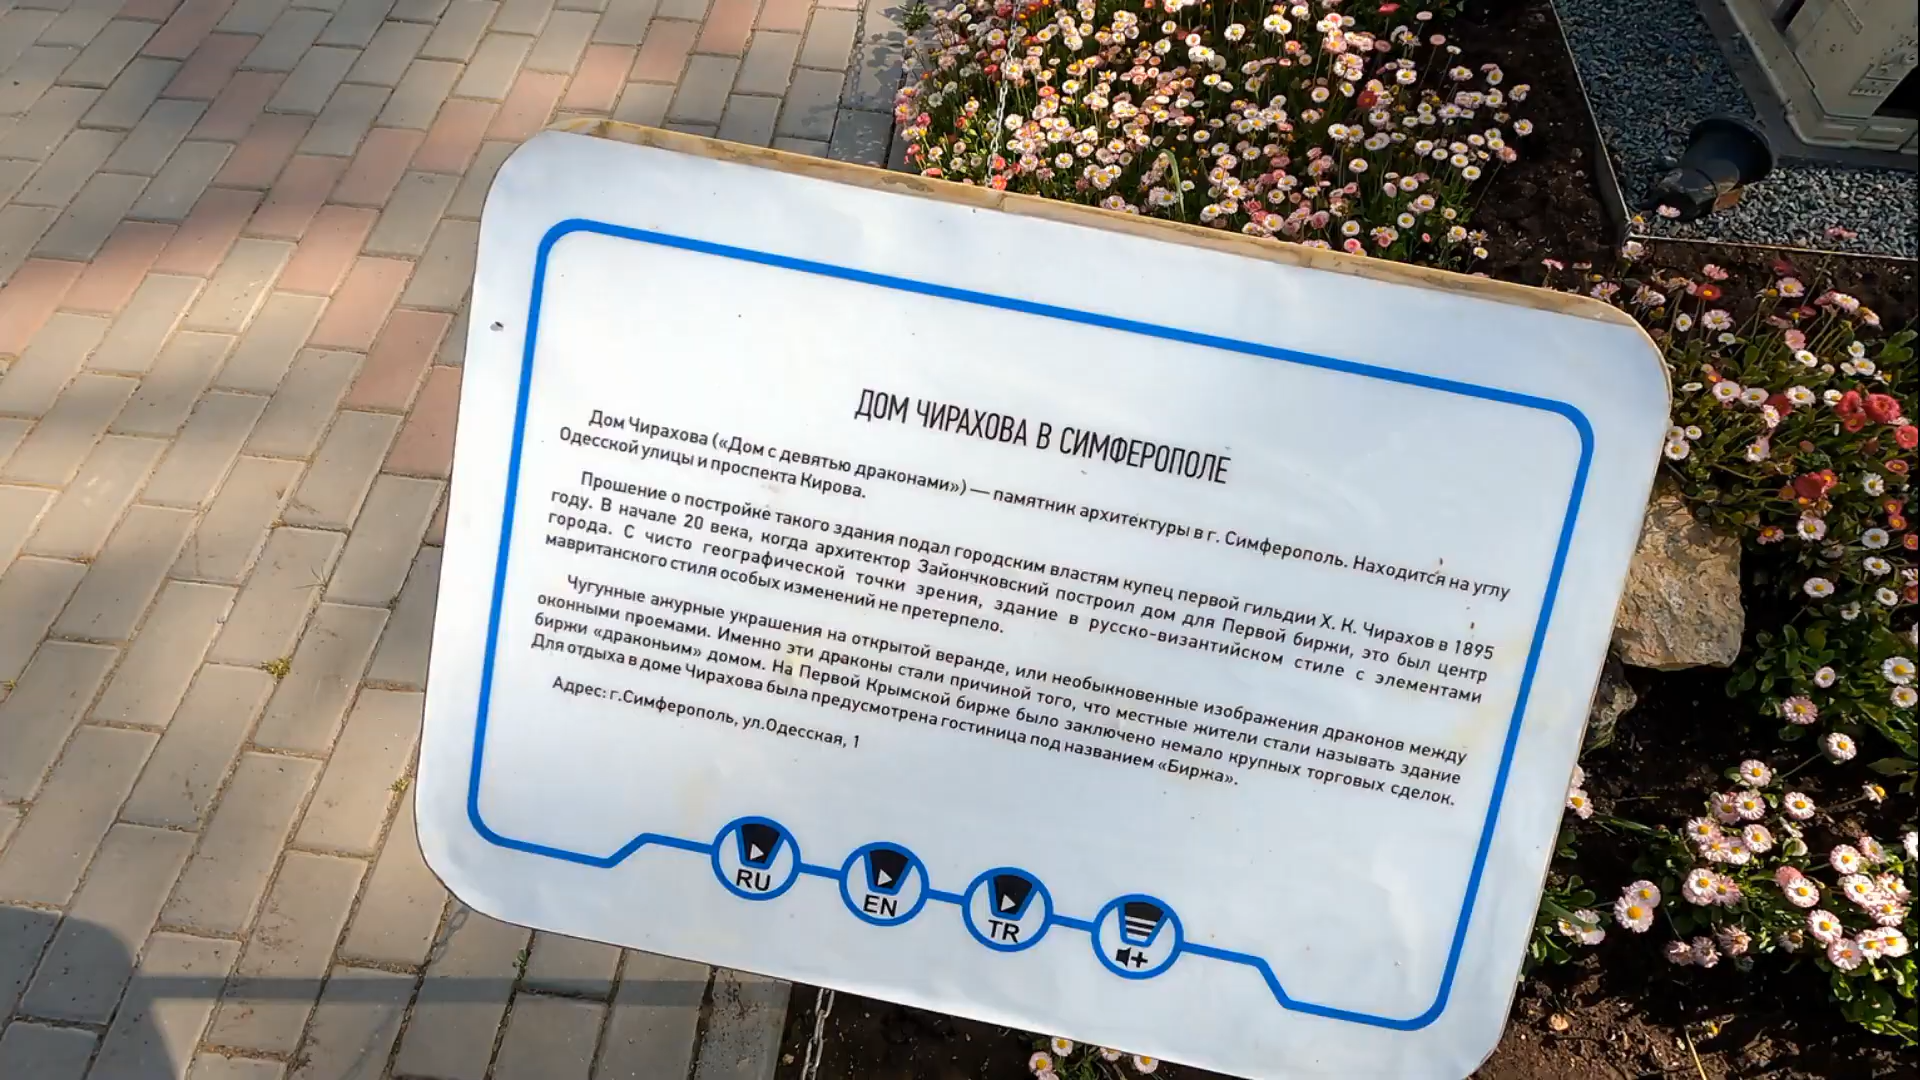 ДОМ ЧИРАХОВА В СИМФЕРОПОЛЕ
Дом Чирахова («Дом с девятью драконами») — памятник архитектуры в г. Симферополь. Находится на углу
Одесской улицы и проспекта Кирова.
Прошение о постройке такого здания подал городским властям купец первой гильдии Х. К. Чирахов в 1895
году. В начале 20 века, когда архитектор Зайончковский построил дом для Первой биржи, это был центр
города. С чисто географической точки зрения, здание в русско-византийском стиле с элементами
мавританского стиля особых изменений не претерпело.
Чугунные ажурные украшения на открытой веранде, или необыкновенные изображения драконов между
оконными проемами. Именно эти драконы стали причиной того, что местные жители стали называть здание
биржи «драконьим» домом. На Первой Крымской бирже было заключено немало крупных торговых сделок.
Для отдыха в доме Чирахова была предусмотрена гостиница под названием «Биржа».
Адрес: г.Симферополь, ул.Одесская, 1
RU
EN
TR